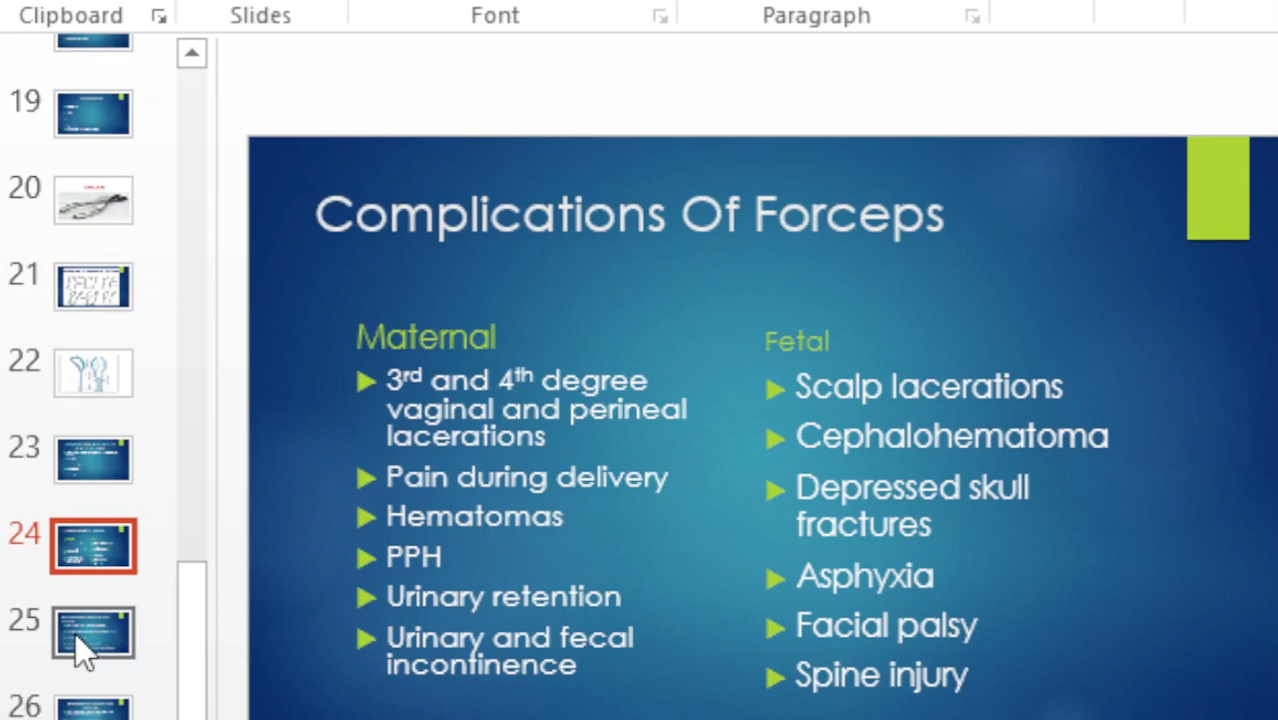 Clipboard
Slides
Font
Paragraph
19
20
21
22
23
24
25
26
Complications Of Forceps
Maternal
3rd and 4th degree
vaginal and perineal
lacerations
Pain during delivery
Hematomas
PPH
Urinary retention
Urinary and fecal
incontinence
Fetal
Scalp lacerations
Cephalohematoma
Depressed skull
fractures
Asphyxia
Facial palsy
Spine injury